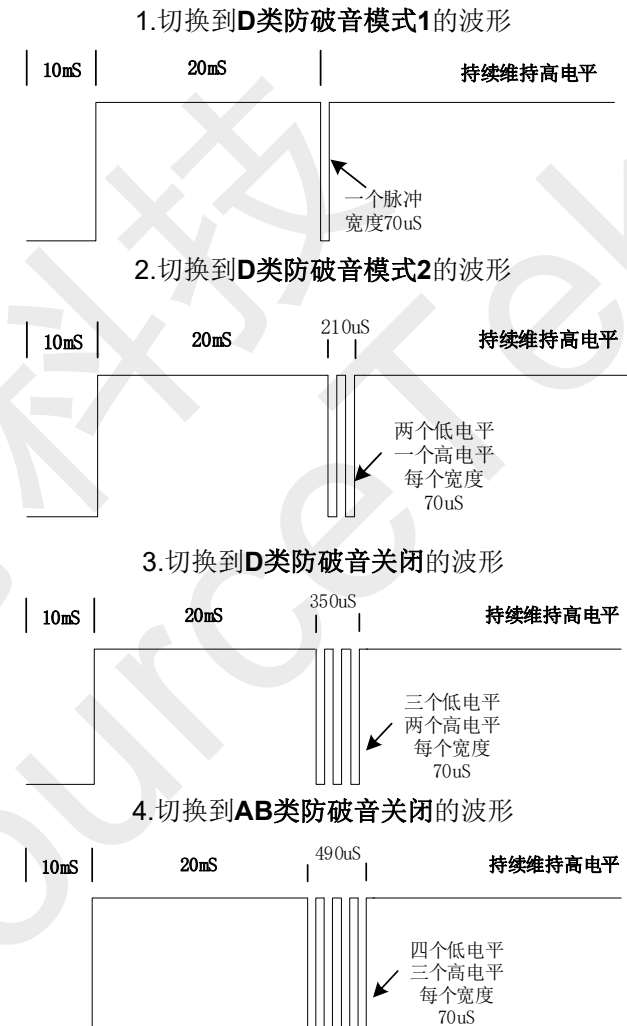 1.切换到D类防破音模式1的波形
10mS
20mS
持续维持高电平
一个脉冲
宽度70uS
2.切换到D类防破音模式2的波形
10mS
20mS
210uS
持续维持高电平
两个低电平
一个高电平
每个宽度
70uS
3.切换到D类防破音关闭的波形
10mS
20mS
350uS
持续维持高电平
三个低电平
两个高电平
每个宽度
70uS
4.切换到AB类防破音关闭的波形
10mS
20mS
490uS
持续维持高电平
四个低电平
三个高电平
每个宽度
70uS